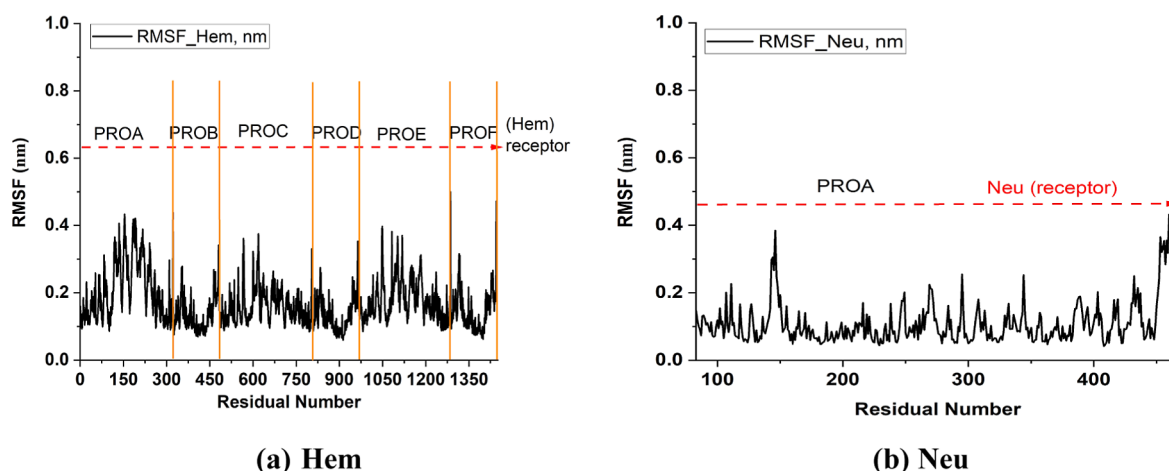 RMSF_Hem, nm
1.0
0.8
0.6
0.4
0.2
0.0
RMSF (nm)
PROA PROB PROC PROD PROE PROF
(Hem)
receptor
0 150 300 450 600 750 900 1050 1200 1350
Residual Number
(a) Hem
RMSF_Neu, nm
1.0
0.8
0.6
0.4
0.2
0.0
RMSF (nm)
PROA Neu (receptor)
100 200 300 400
Residual Number
(b) Neu